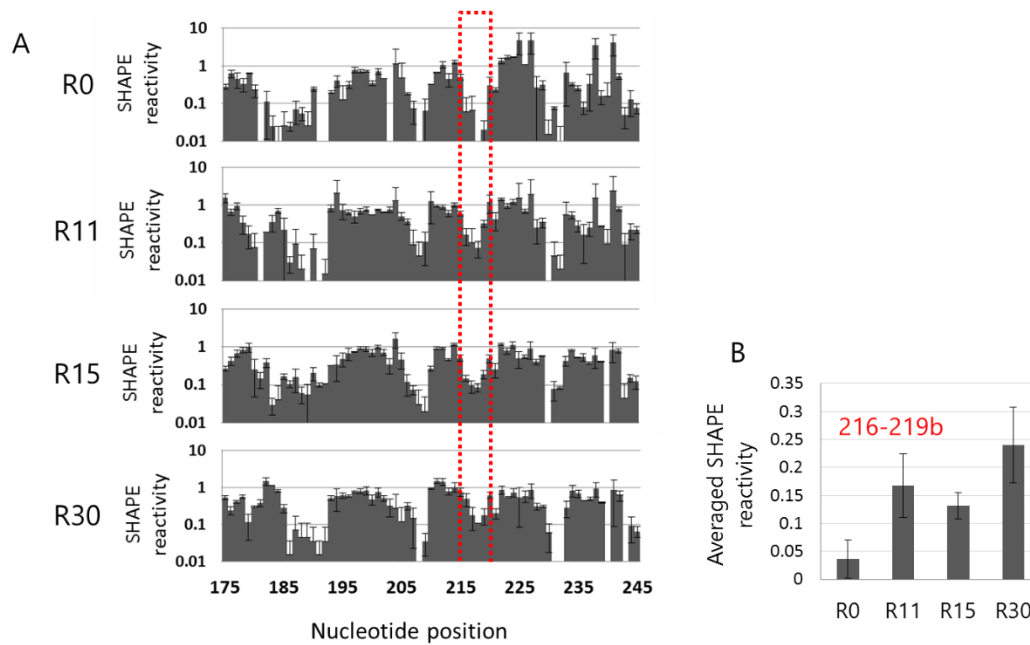 A
R0
SHAPE
reactivity
10
1
0.1
0.01
R11
SHAPE
reactivity
10
1
0.1
0.01
R15
SHAPE
reactivity
10
1
0.1
0.01
R30
SHAPE
reactivity
10
1
0.1
0.01
175 185 195 205 215 225 235 245
Nucleotide position
B
Averaged SHAPE
reactivity
0.35
0.3
0.25
0.2
0.15
0.1
0.05
0
216-219b
R0 R11 R15 R30